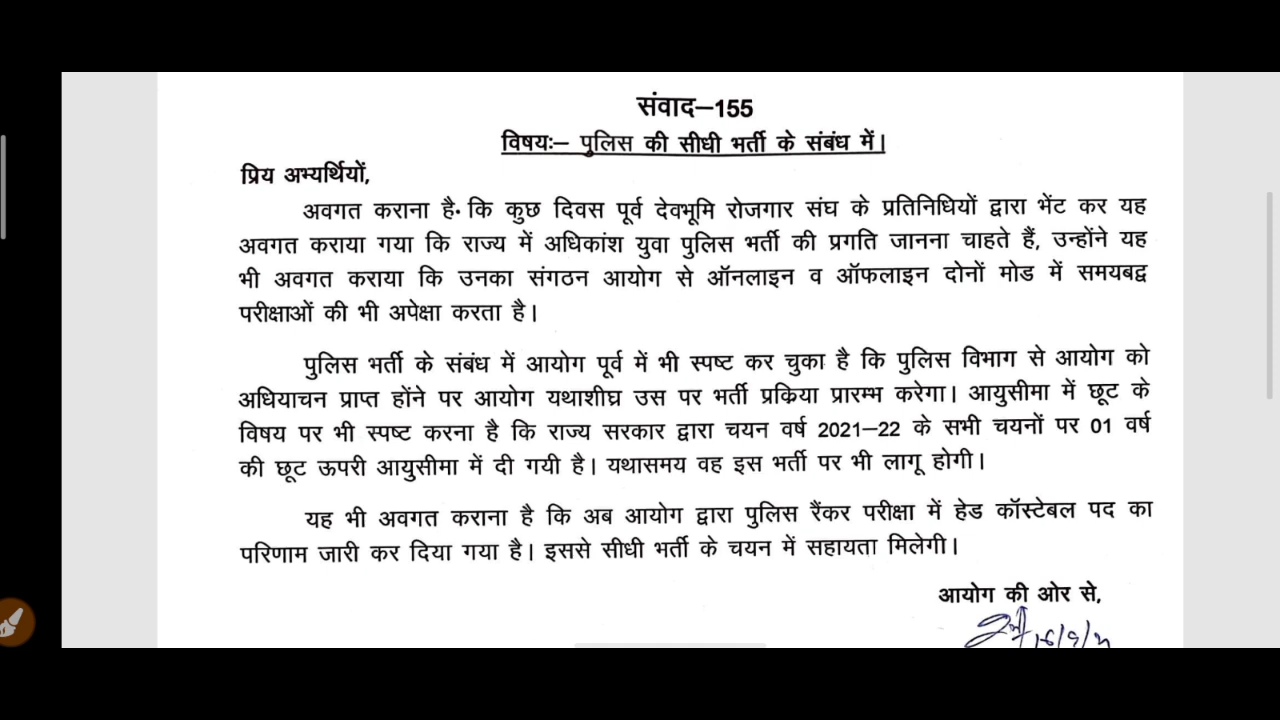 संवाद–155
विषयः– पुलिस की सीधी भर्ती के संबंध में।
प्रिय अभ्यर्थियों,
अवगत कराना है कि कुछ दिवस पूर्व देवभूमि रोजगार संघ के प्रतिनिधियों द्वारा भेंट कर यह
अवगत कराया गया कि राज्य में अधिकांश युवा पुलिस भर्ती की प्रगति जानना चाहते हैं, उन्होंने यह
भी अवगत कराया कि उनका संगठन आयोग से ऑनलाइन व ऑफलाइन दोनों मोड में समयबद्व
परीक्षाओं की भी अपेक्षा करता है।
पुलिस भर्ती के संबंध में आयोग पूर्व में भी स्पष्ट कर चुका है कि पुलिस विभाग से आयोग को
अधियाचन प्राप्त होंने पर आयोग यथाशीघ्र उस पर भर्ती प्रक्रिया प्रारम्भ करेगा। आयुसीमा में छूट के
विषय पर भी स्पष्ट करना है कि राज्य सरकार द्वारा चयन वर्ष 2021–22 के सभी चयनों पर 01 वर्ष
की छूट ऊपरी आयुसीमा में दी गयी है। यथासमय वह इस भर्ती पर भी लागू होगी।
यह भी अवगत कराना है कि अब आयोग द्वारा पुलिस रैंकर परीक्षा में हेड कॉस्टेबल पद का
परिणाम जारी कर दिया गया है। इससे सीधी भर्ती के चयन में सहायता मिलेगी।
आयोग की ओर से,